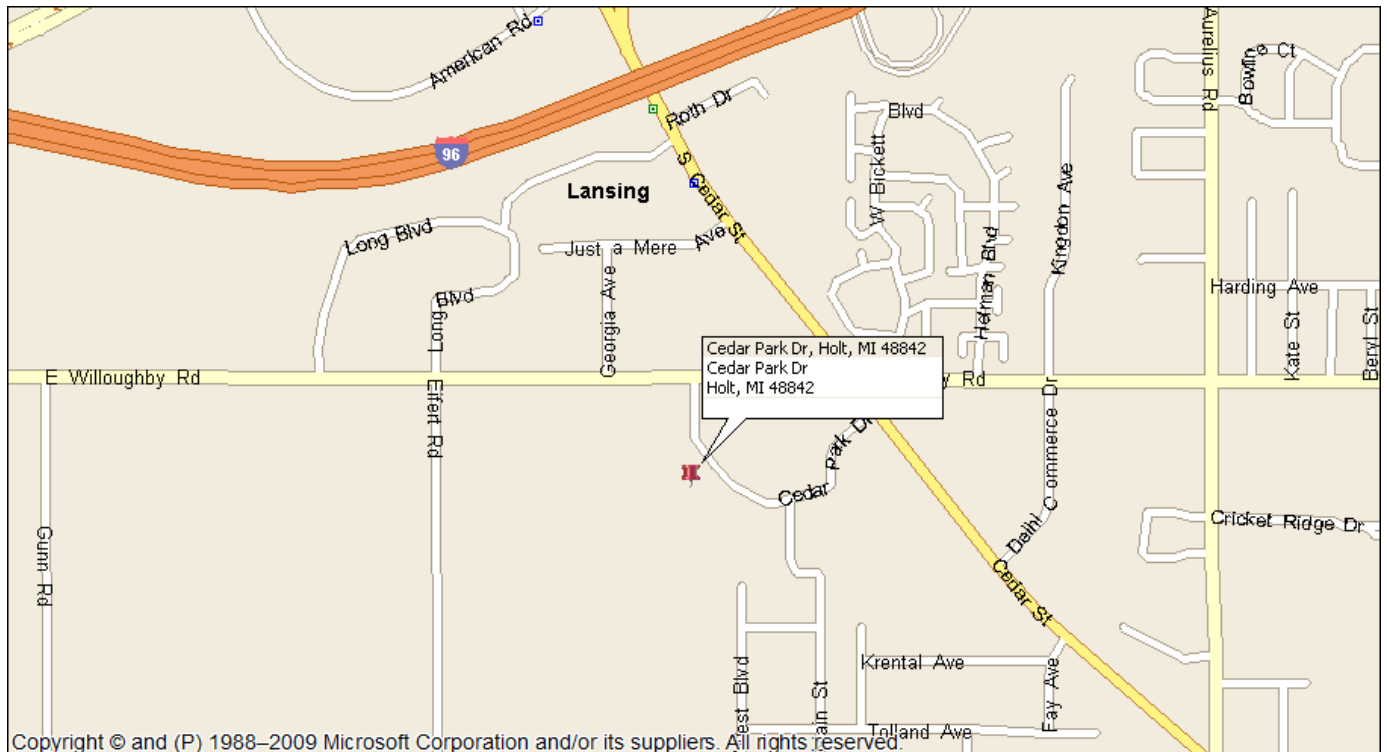 American Rd
Aurelius Rd
Bowline Ct
96
Roth Dr
Blvd
S Cedar St
Lansing
W Bickett
Kingdon Ave
Long Blvd
Just a Mere Ave
Herman Blvd
Georgia Ave
Harding Ave
Long Blvd
Kate St
Beryl St
Cedar Park Dr, Holt, MI 48842
Cedar Park Dr
Holt, MI 48842
E Willoughby Rd
y Rd
Eifert Rd
Delhi Commerce Dr
Cedar Park Dr
Gunn Rd
Cricket Ridge Dr
Cedar St
Krental Ave
est Blvd
ain St
Fay Ave
Tolland Ave
Copyright © and (P) 1988–2009 Microsoft Corporation and/or its suppliers. All rights reserved.